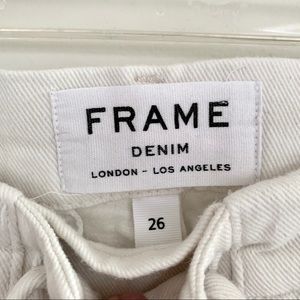 FRAME
DENIM
LONDON - LOS ANGELES
26